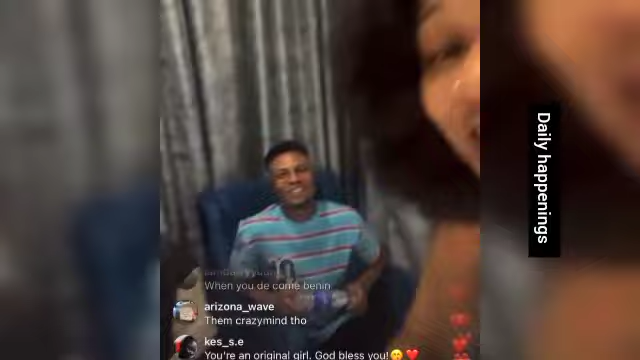 Daily happenings
When you de come benin
arizona_wave
Them crazymind tho
kes_s.e
You're an original girl. God bless you!😋❤️